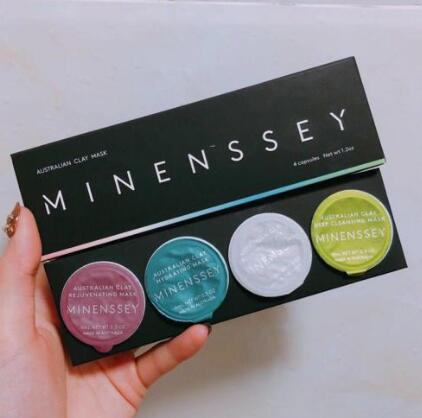 AUSTRALIAN CLAY MASK
MINENSSEY
4 capsules Net wt 1.2oz
AUSTRALIAN CLAY
REJUVENATING MASK
MINENSSEY
AUSTRALIAN CLAY
HYDRATING MASK
MINENSSEY
AUSTRALIAN CLAY
DEEP CLEANSING MASK
MINENSSEY